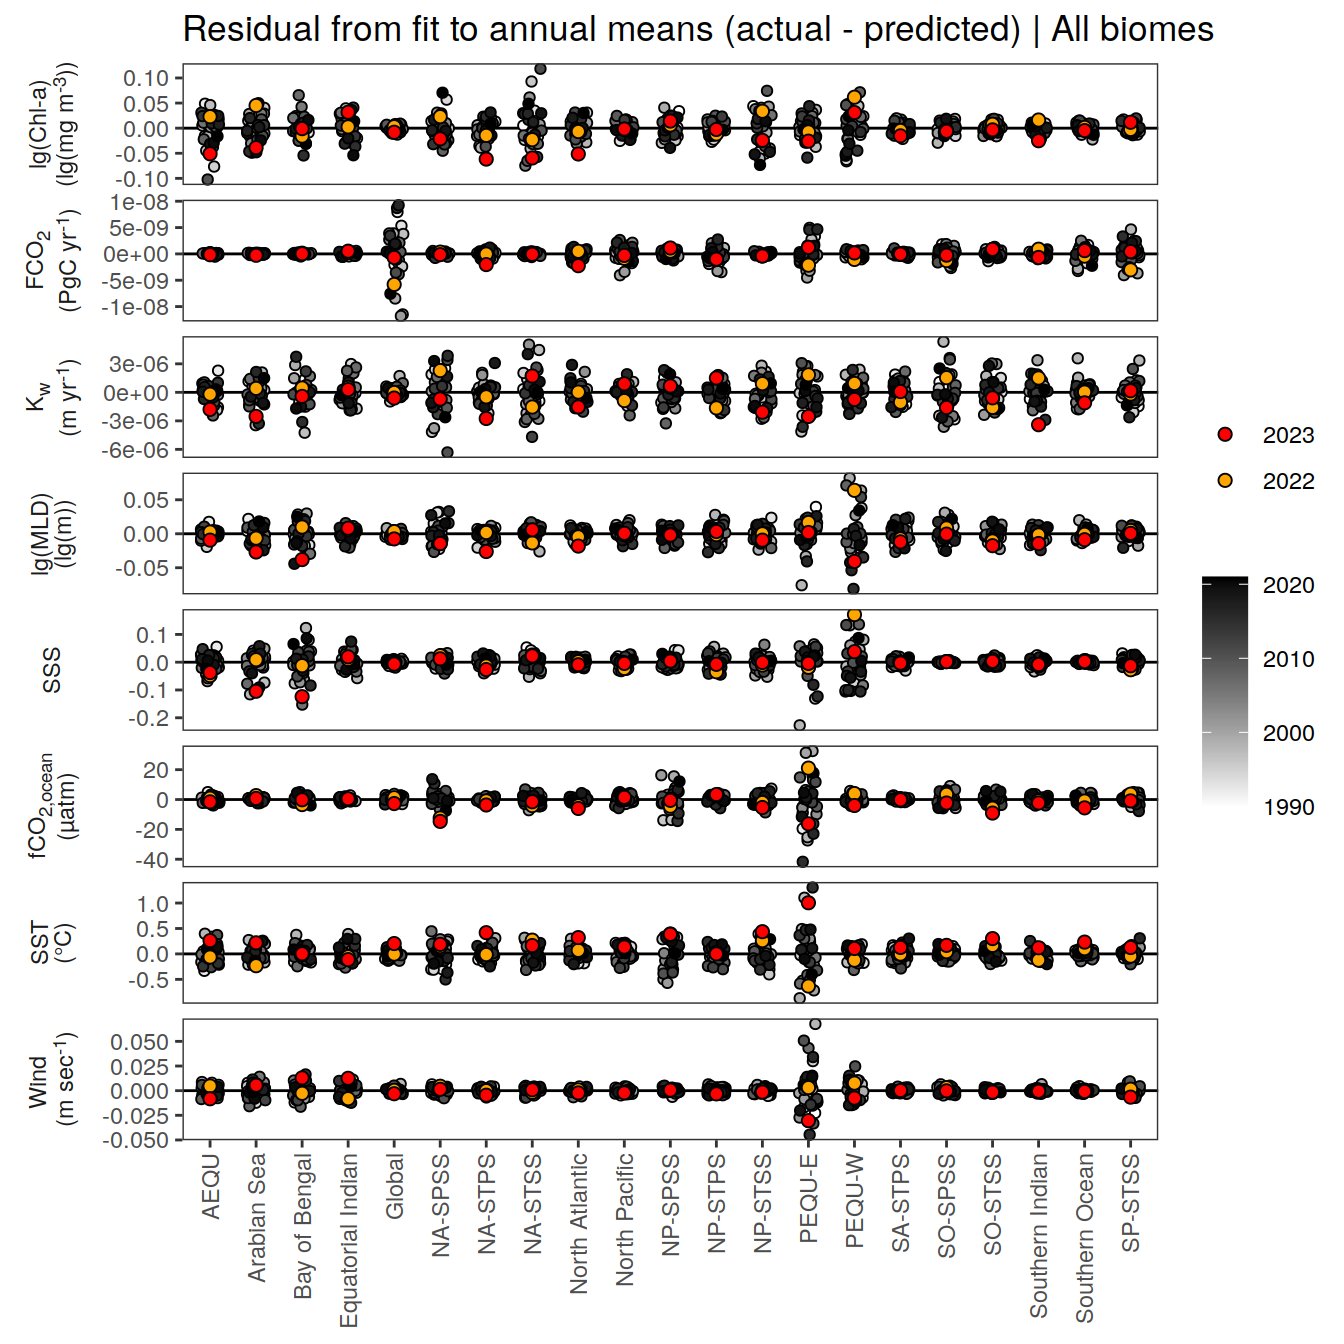 Residual from fit to annual means (actual - predicted) | All biomes
lg(Chl-a)
(lg(mg m⁻³))
0.10
0.05
0.00
-0.05
-0.10
FCO₂
(PgC yr⁻¹)
1e-08
5e-09
0e+00
-5e-09
-1e-08
K_w
(m yr⁻¹)
3e-06
0e+00
-3e-06
-6e-06
lg(MLD)
(lg(m))
0.05
0.00
-0.05
SSS
0.1
0.0
-0.1
-0.2
fCO₂,ocean
(µatm)
20
0
-20
-40
SST
(°C)
1.0
0.5
0.0
-0.5
Wind
(m sec⁻¹)
0.050
0.025
0.000
-0.025
-0.050
AEQU
Arabian Sea
Bay of Bengal
Equatorial Indian
Global
NA-SPSS
NA-STPS
NA-STSS
North Atlantic
North Pacific
NP-SPSS
NP-STPS
NP-STSS
PEQU-E
PEQU-W
SA-STPS
SO-SPSS
SO-STSS
Southern Indian
Southern Ocean
SP-STSS
2023
2022
2020
2010
2000
1990